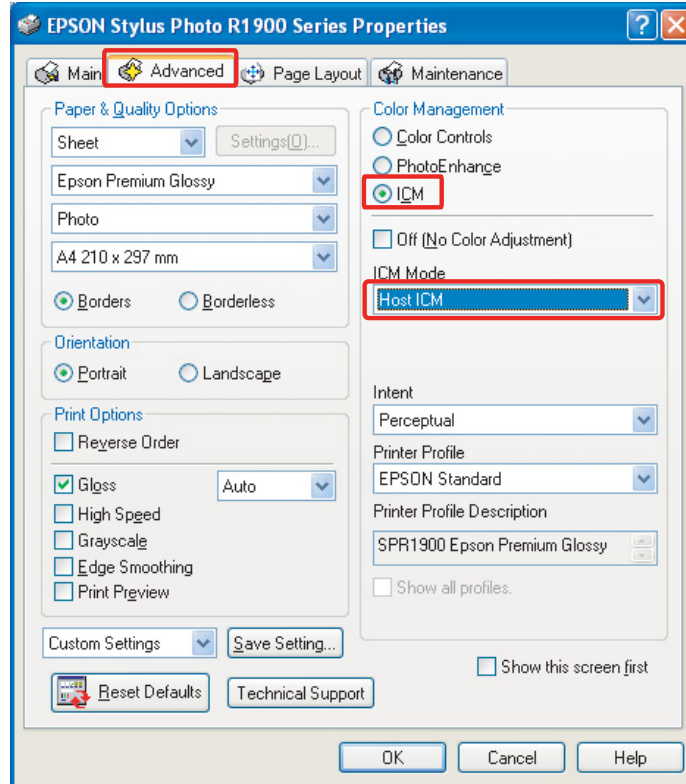 EPSON Stylus Photo R1900 Series Properties
Main
Advanced
Page Layout
Maintenance
Paper & Quality Options
Sheet
Settings(O)...
Epson Premium Glossy
Photo
A4 210 x 297 mm
Borders
Borderless
Orientation
Portrait
Landscape
Print Options
Reverse Order
Gloss
Auto
High Speed
Grayscale
Edge Smoothing
Print Preview
Custom Settings
Save Setting...
Reset Defaults
Technical Support
Color Management
Color Controls
PhotoEnhance
ICM
Off (No Color Adjustment)
ICM Mode
Host ICM
Intent
Perceptual
Printer Profile
EPSON Standard
Printer Profile Description
SPR1900 Epson Premium Glossy
Show all profiles.
Show this screen first
OK
Cancel
Help